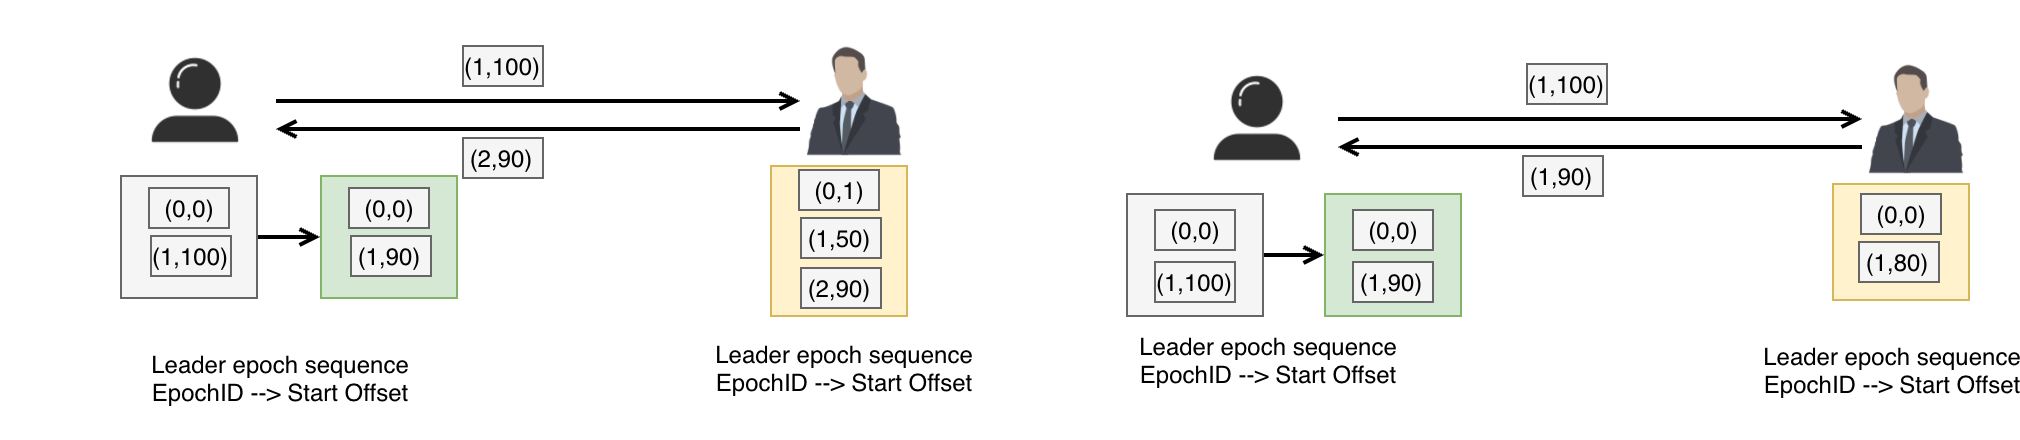 (1,100)
(2,90)
(0,0)
(1,100)
(0,0)
(1,90)
(0,1)
(1,50)
(2,90)
Leader epoch sequence
EpochID --> Start Offset
Leader epoch sequence
EpochID --> Start Offset
(1,100)
(1,90)
(0,0)
(1,100)
(0,0)
(1,90)
(0,0)
(1,80)
Leader epoch sequence
EpochID --> Start Offset
Leader epoch sequence
EpochID --> Start Offset